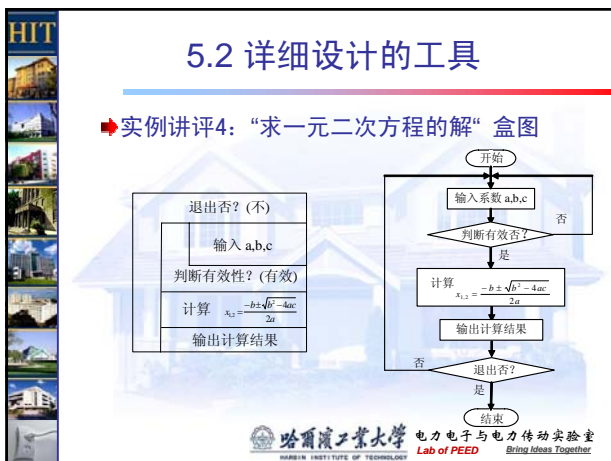 HIT
5.2 详细设计的工具
实例讲评4：“求一元二次方程的解“ 盒图
退出否？(不)
输入 a,b,c
判断有效性？(有效)
计算 x₁,₂ = (-b±√(b²-4ac))/(2a)
输出计算结果
开始
输入系数 a,b,c
判断有效否？
否
是
计算 x₁,₂ = (-b ± √(b² - 4ac))/(2a)
输出计算结果
退出否？
否
是
结束
哈爾濱工業大學
HARBIN INSTITUTE OF TECHNOLOGY
电力电子与电力传动实验室
Lab of PEED Bring Ideas Together